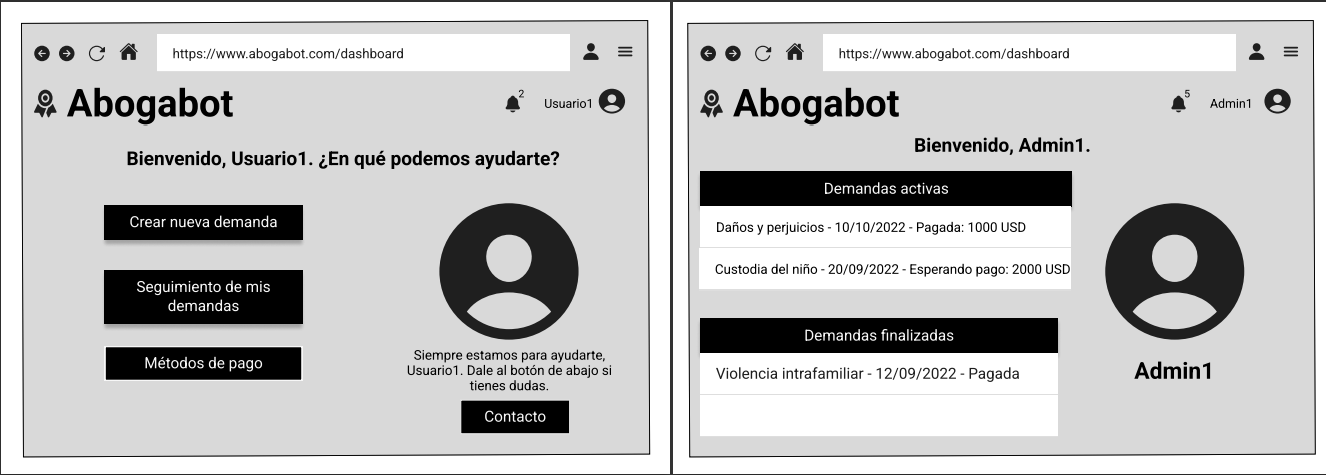 https://www.abogabot.com/dashboard
Abogabot
2
Usuario1
Bienvenido, Usuario1. ¿En qué podemos ayudarte?
Crear nueva demanda
Seguimiento de mis
demandas
Métodos de pago
Siempre estamos para ayudarte,
Usuario1. Dale al botón de abajo si
tienes dudas.
Contacto
https://www.abogabot.com/dashboard
Abogabot
5
Admin1
Bienvenido, Admin1.
Demandas activas
Daños y perjuicios - 10/10/2022 - Pagada: 1000 USD
Custodia del niño - 20/09/2022 - Esperando pago: 2000 USD
Demandas finalizadas
Violencia intrafamiliar - 12/09/2022 - Pagada
Admin1